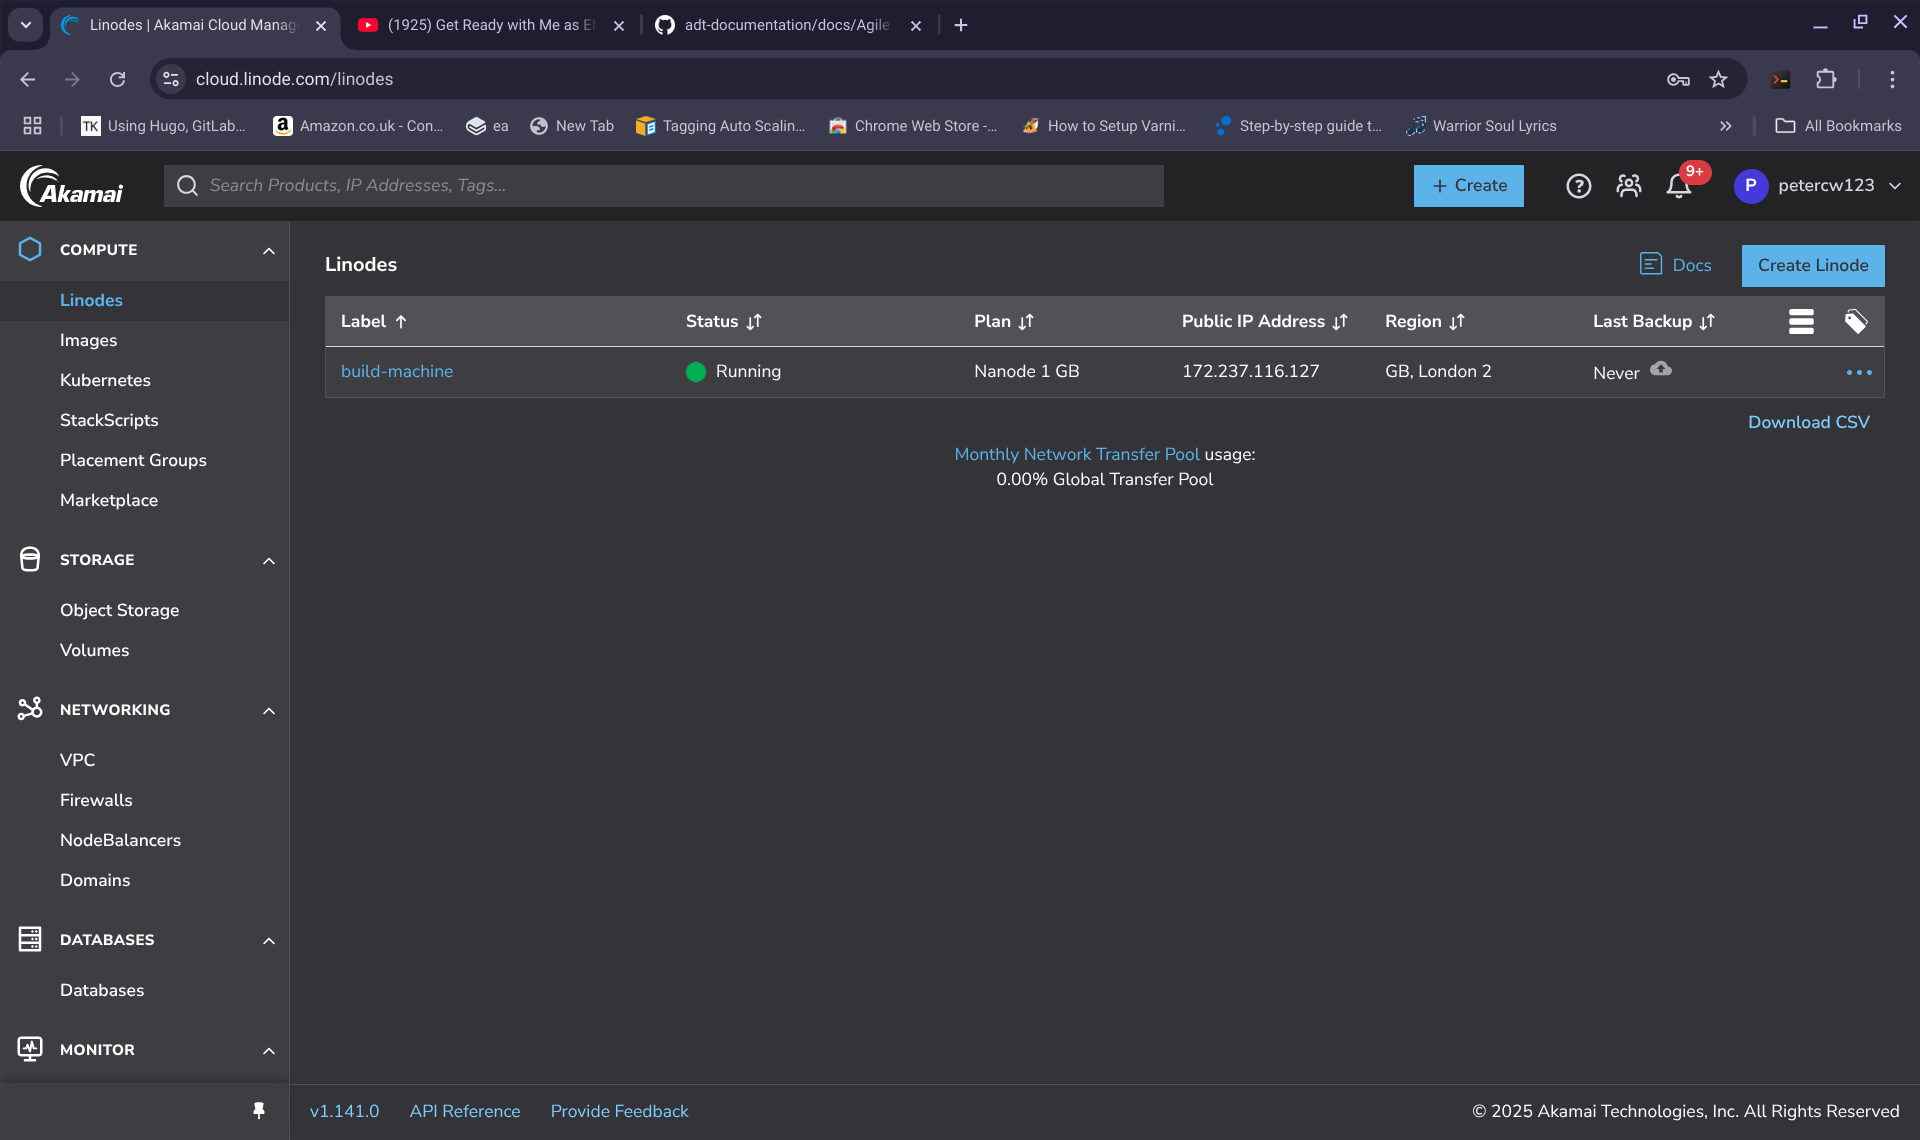 Linodes | Akamai Cloud Manag
(1925) Get Ready with Me as
adt-documentation/docs/Agile
cloud.linode.com/linodes
TK Using Hugo, GitLab...
Amazon.co.uk - Con...
ea
New Tab
Tagging Auto Scalin...
Chrome Web Store -...
How to Setup Varni...
Step-by-step guide t...
Warrior Soul Lyrics
All Bookmarks
Akamai
Search Products, IP Addresses, Tags...
+ Create
9+
P petercw123
COMPUTE
Linodes
Images
Kubernetes
StackScripts
Placement Groups
Marketplace
STORAGE
Object Storage
Volumes
NETWORKING
VPC
Firewalls
NodeBalancers
Domains
DATABASES
Databases
MONITOR
Linodes
Docs
Create Linode
Label Status Plan Public IP Address Region Last Backup
build-machine Running Nanode 1 GB 172.237.116.127 GB, London 2 Never
Download CSV
Monthly Network Transfer Pool usage:
0.00% Global Transfer Pool
v1.141.0 API Reference Provide Feedback
© 2025 Akamai Technologies, Inc. All Rights Reserved